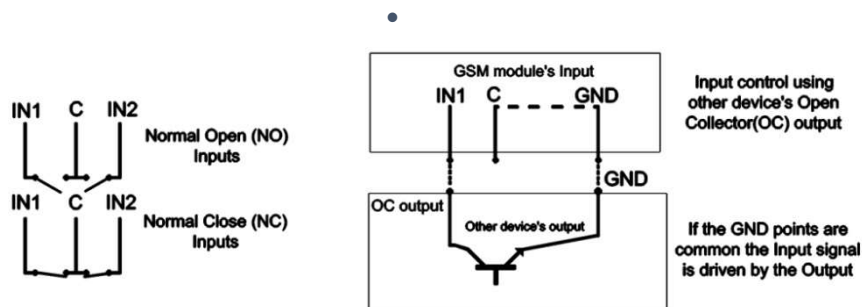 IN1 C IN2
Normal Open (NO)
Inputs
IN1 C IN2
Normal Close (NC)
Inputs
GSM module's Input
IN1 C GND
GND
OC output
Other device's output
Input control using
other device's Open
Collector(OC) output
If the GND points are
common the Input signal
is driven by the Output